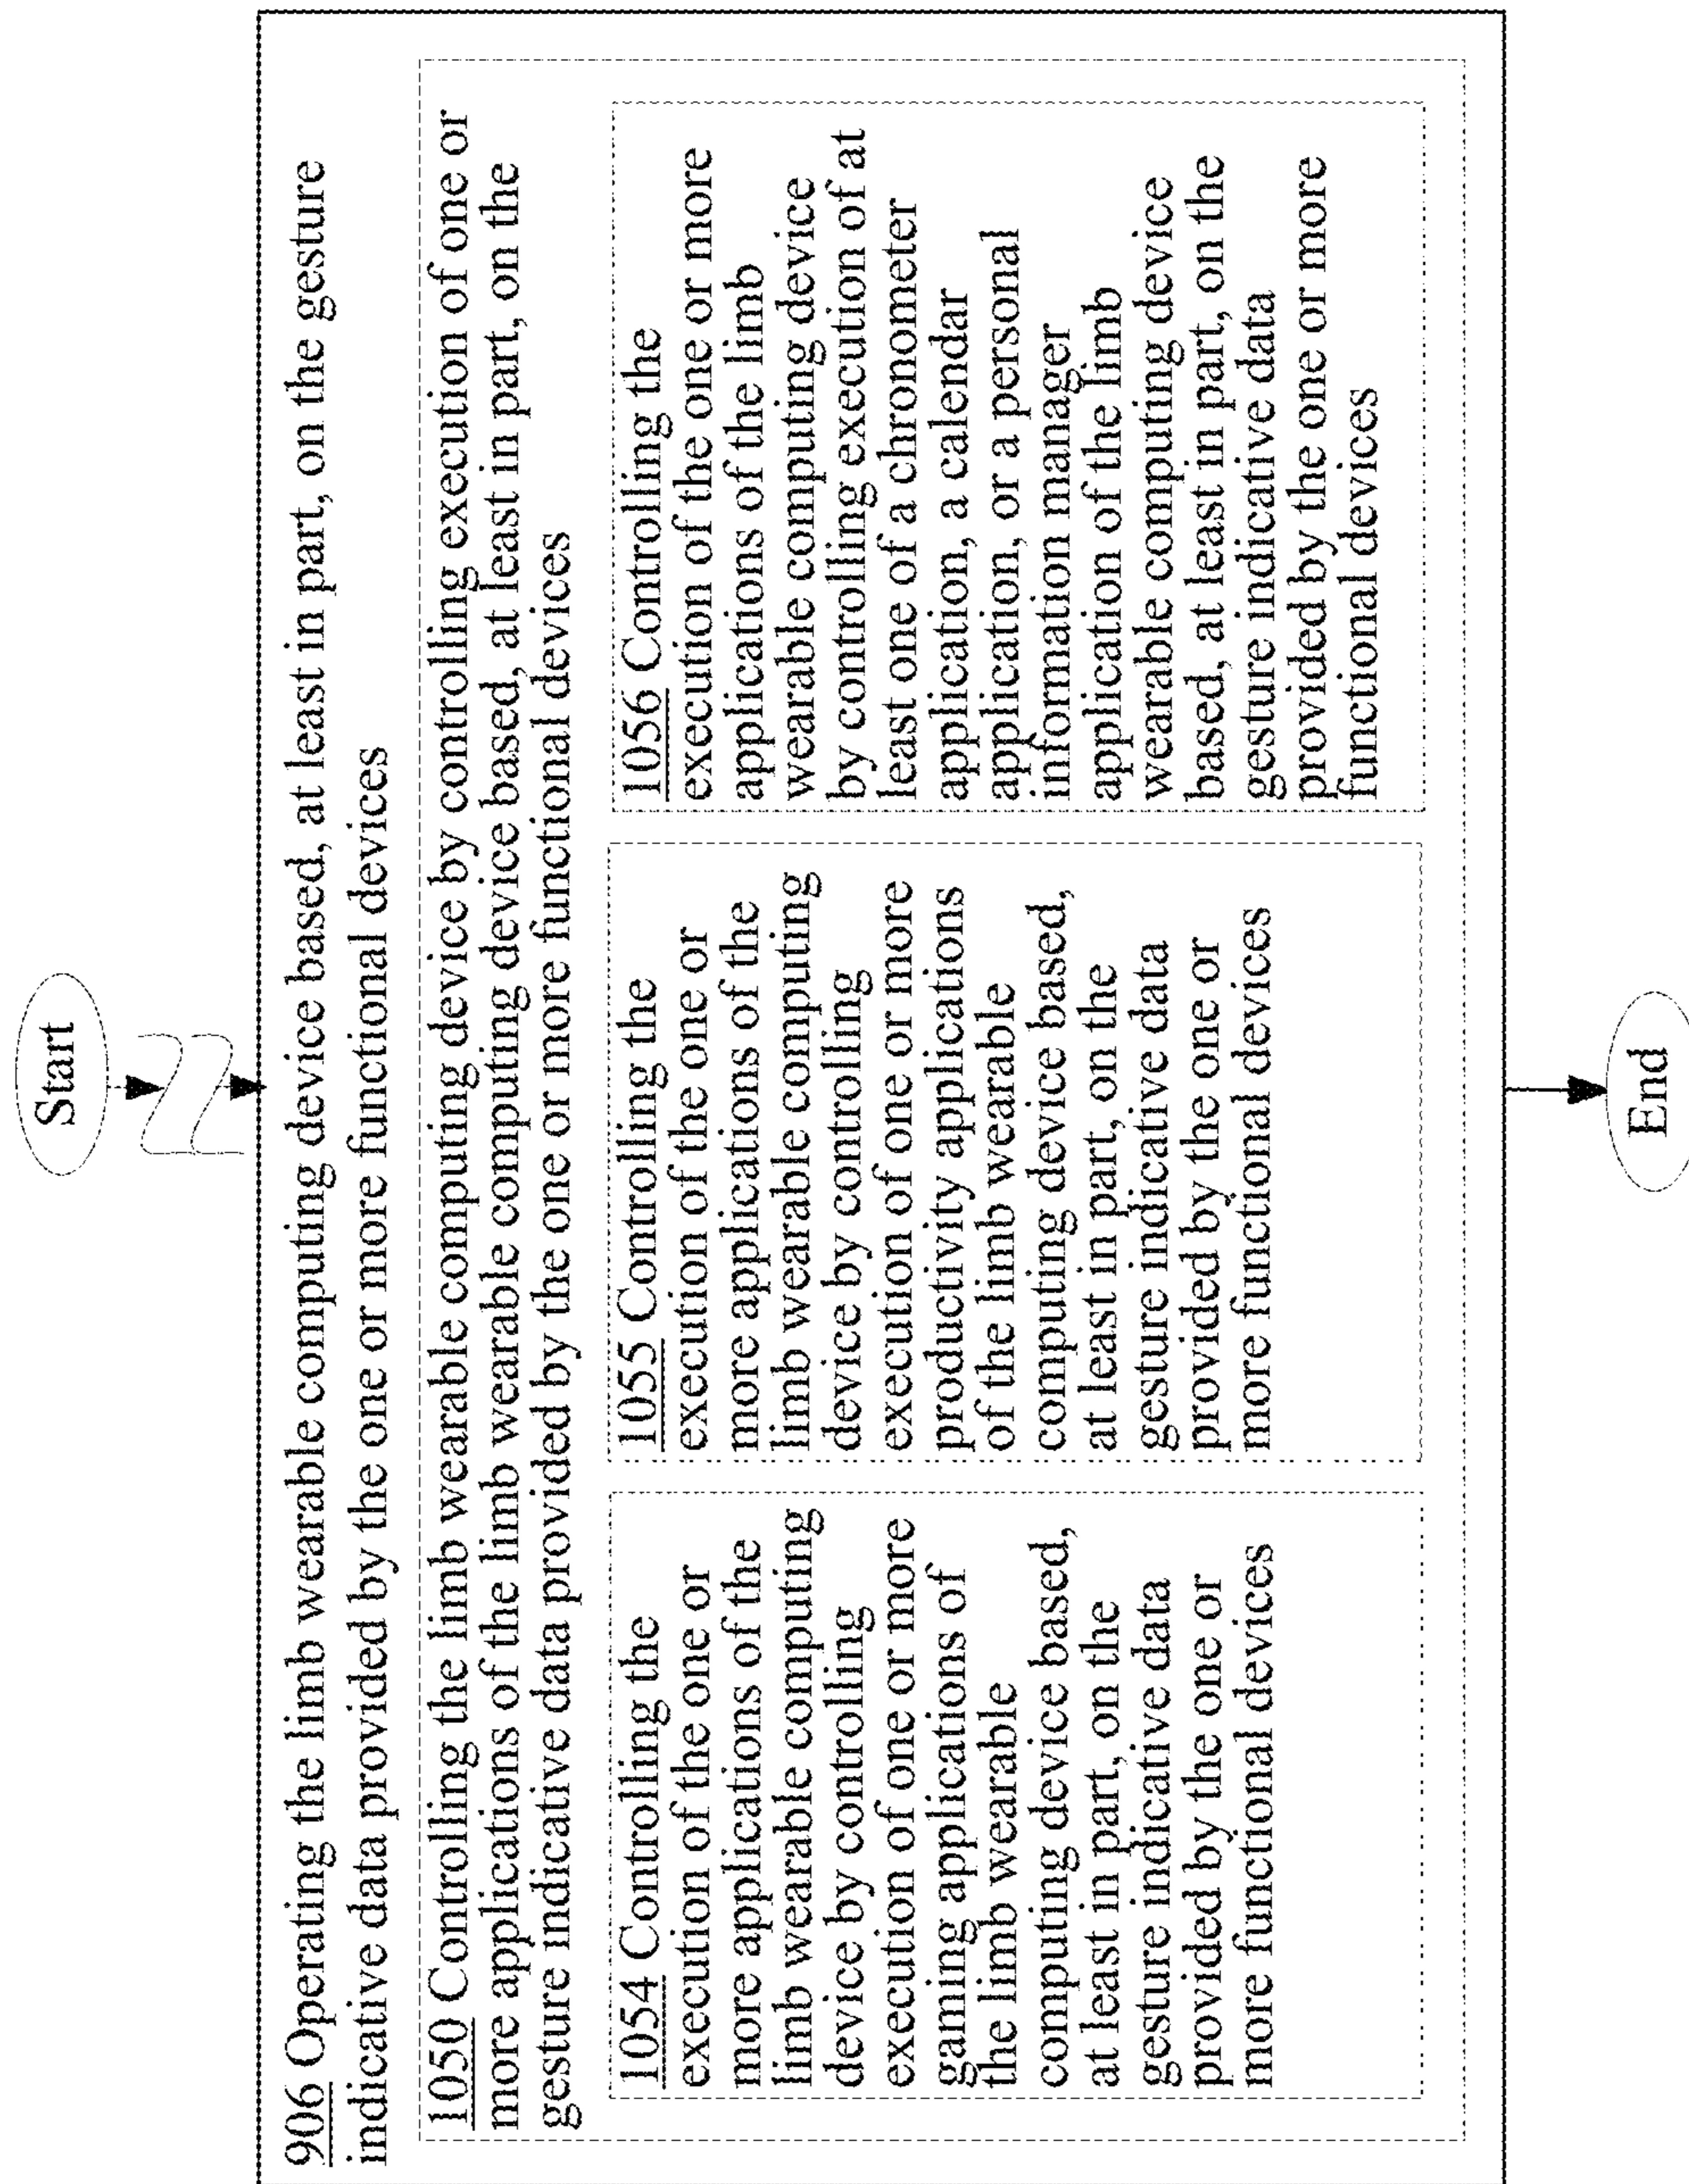 Start
906 Operating the limb wearable computing device based, at least in part, on the gesture
indicative data provided by the one or more functional devices
1050 Controlling the limb wearable computing device by controlling execution of one or
more applications of the limb wearable computing device based, at least in part, on the
gesture indicative data provided by the one or more functional devices
1054 Controlling the
execution of the one or
more applications of the
limb wearable computing
device by controlling
execution of one or more
gaming applications of
the limb wearable
computing device based,
at least in part, on the
gesture indicative data
provided by the one or
more functional devices
1055 Controlling the
execution of the one or
more applications of the
limb wearable computing
device by controlling
execution of one or more
productivity applications
of the limb wearable
computing device based,
at least in part, on the
gesture indicative data
provided by the one or
more functional devices
1056 Controlling the
execution of the one or more
applications of the limb
wearable computing device
by controlling execution of at
least one of a chronometer
application, a calendar
application, or a personal
information manager
application of the limb
wearable computing device
based, at least in part, on the
gesture indicative data
provided by the one or more
functional devices
End